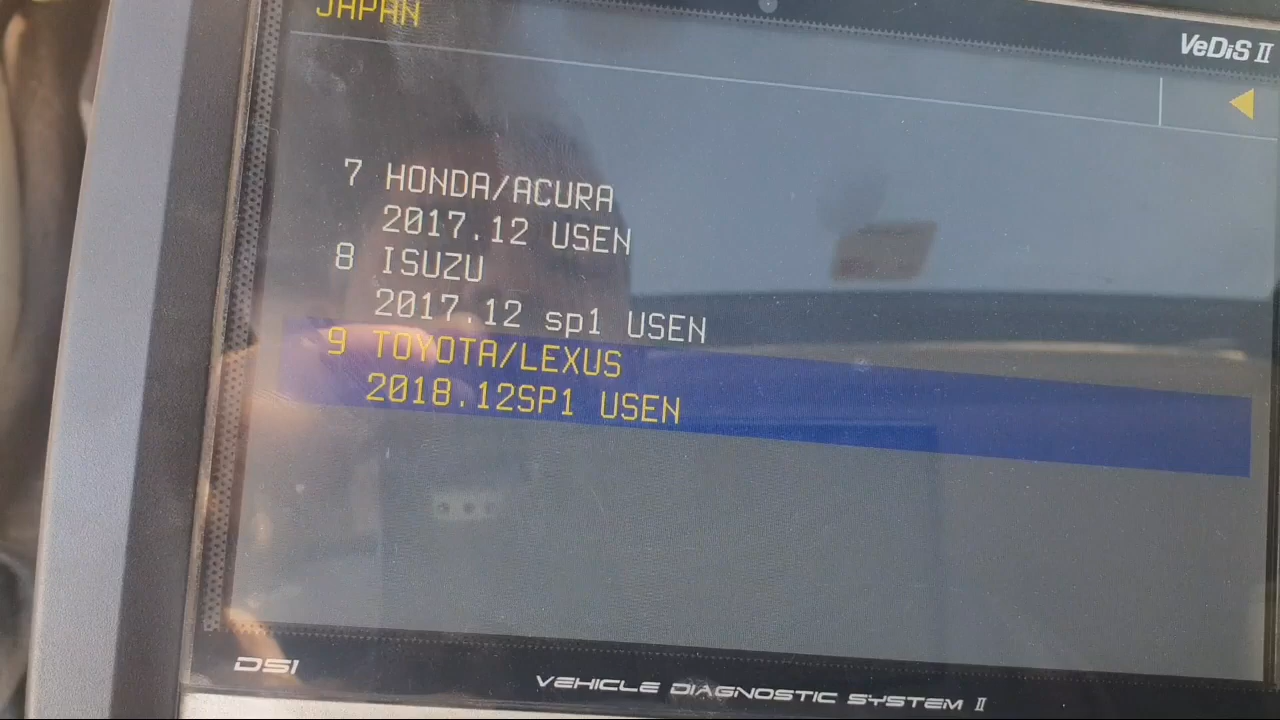 JAPAN
VeDiS II
7 HONDA/ACURA
2017.12 USEN
8 ISUZU
2017.12 sp1 USEN
9 TOYOTA/LEXUS
2018.12SP1 USEN
DSI
VEHICLE DIAGNOSTIC SYSTEM II